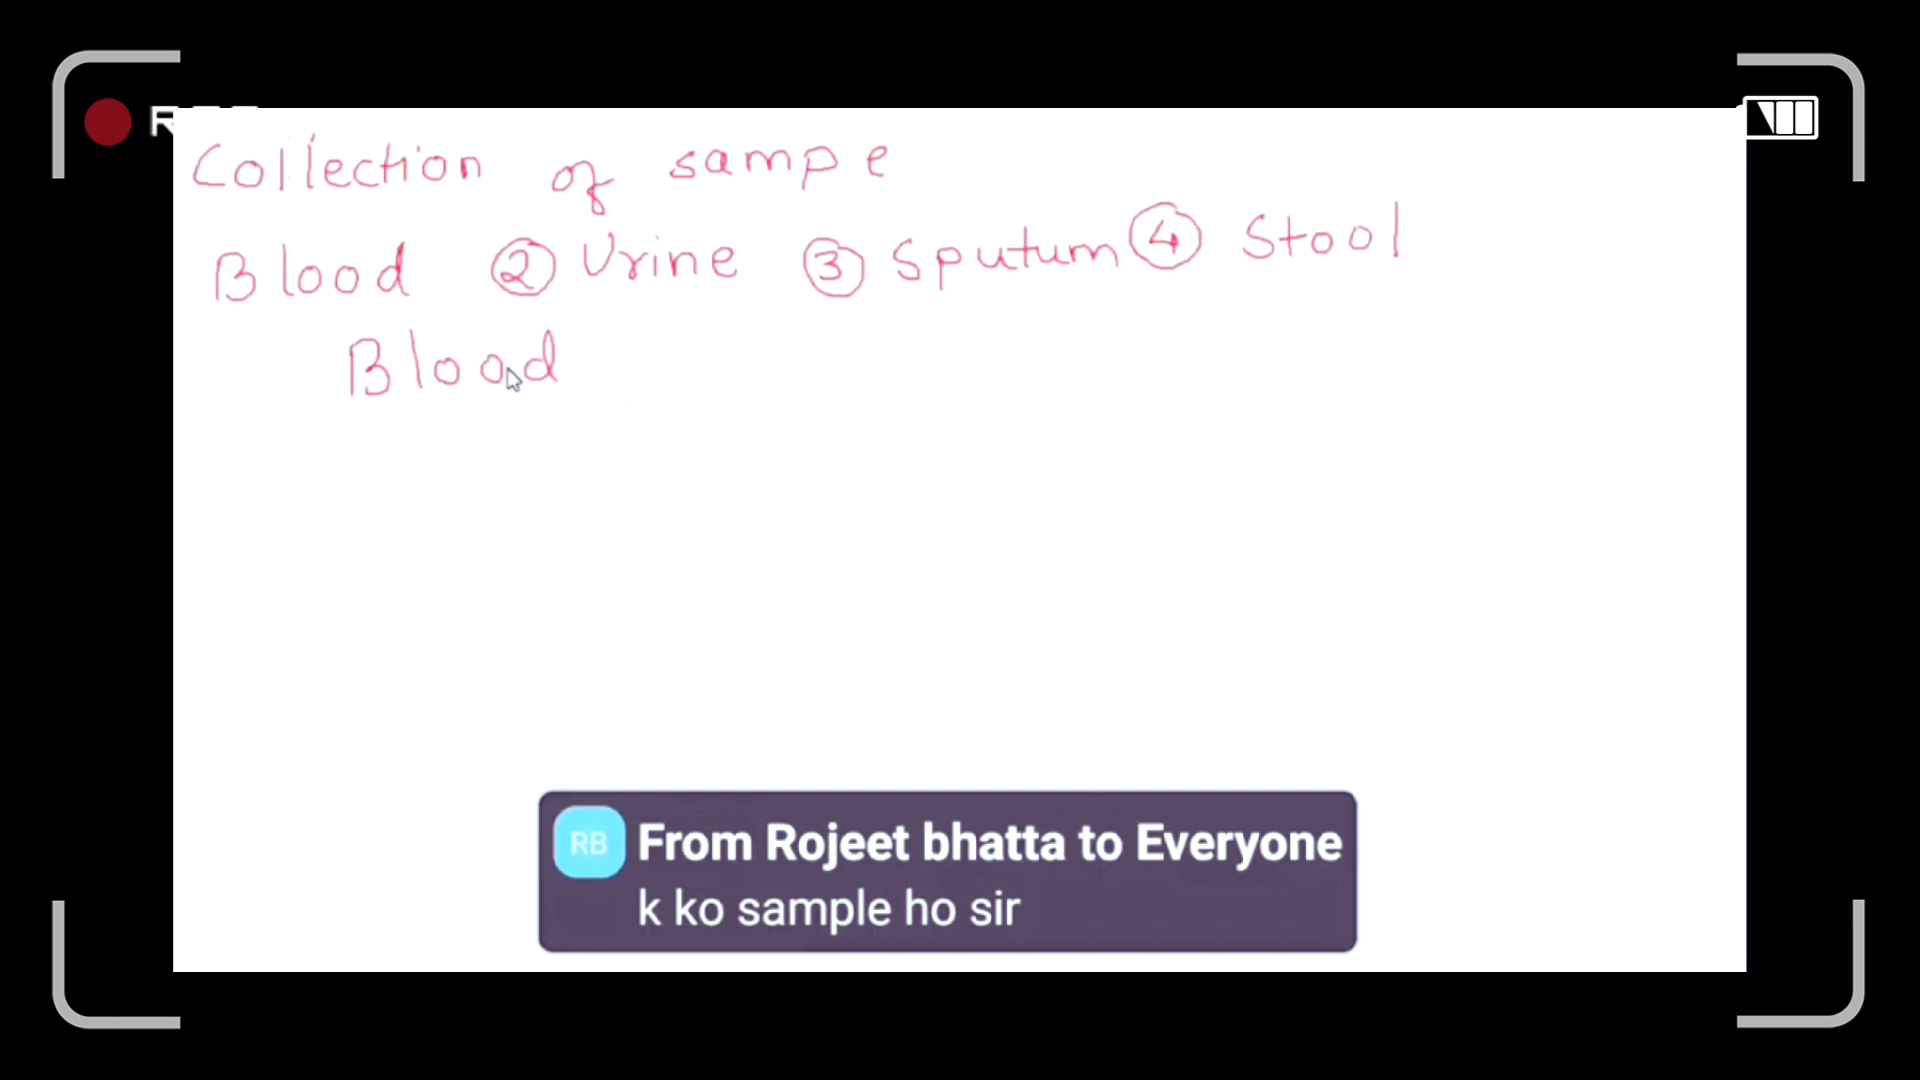 Collection of sampe
Blood ② Urine ③ Sputum ④ Stool
Blood
RB From Rojeet bhatta to Everyone
k ko sample ho sir